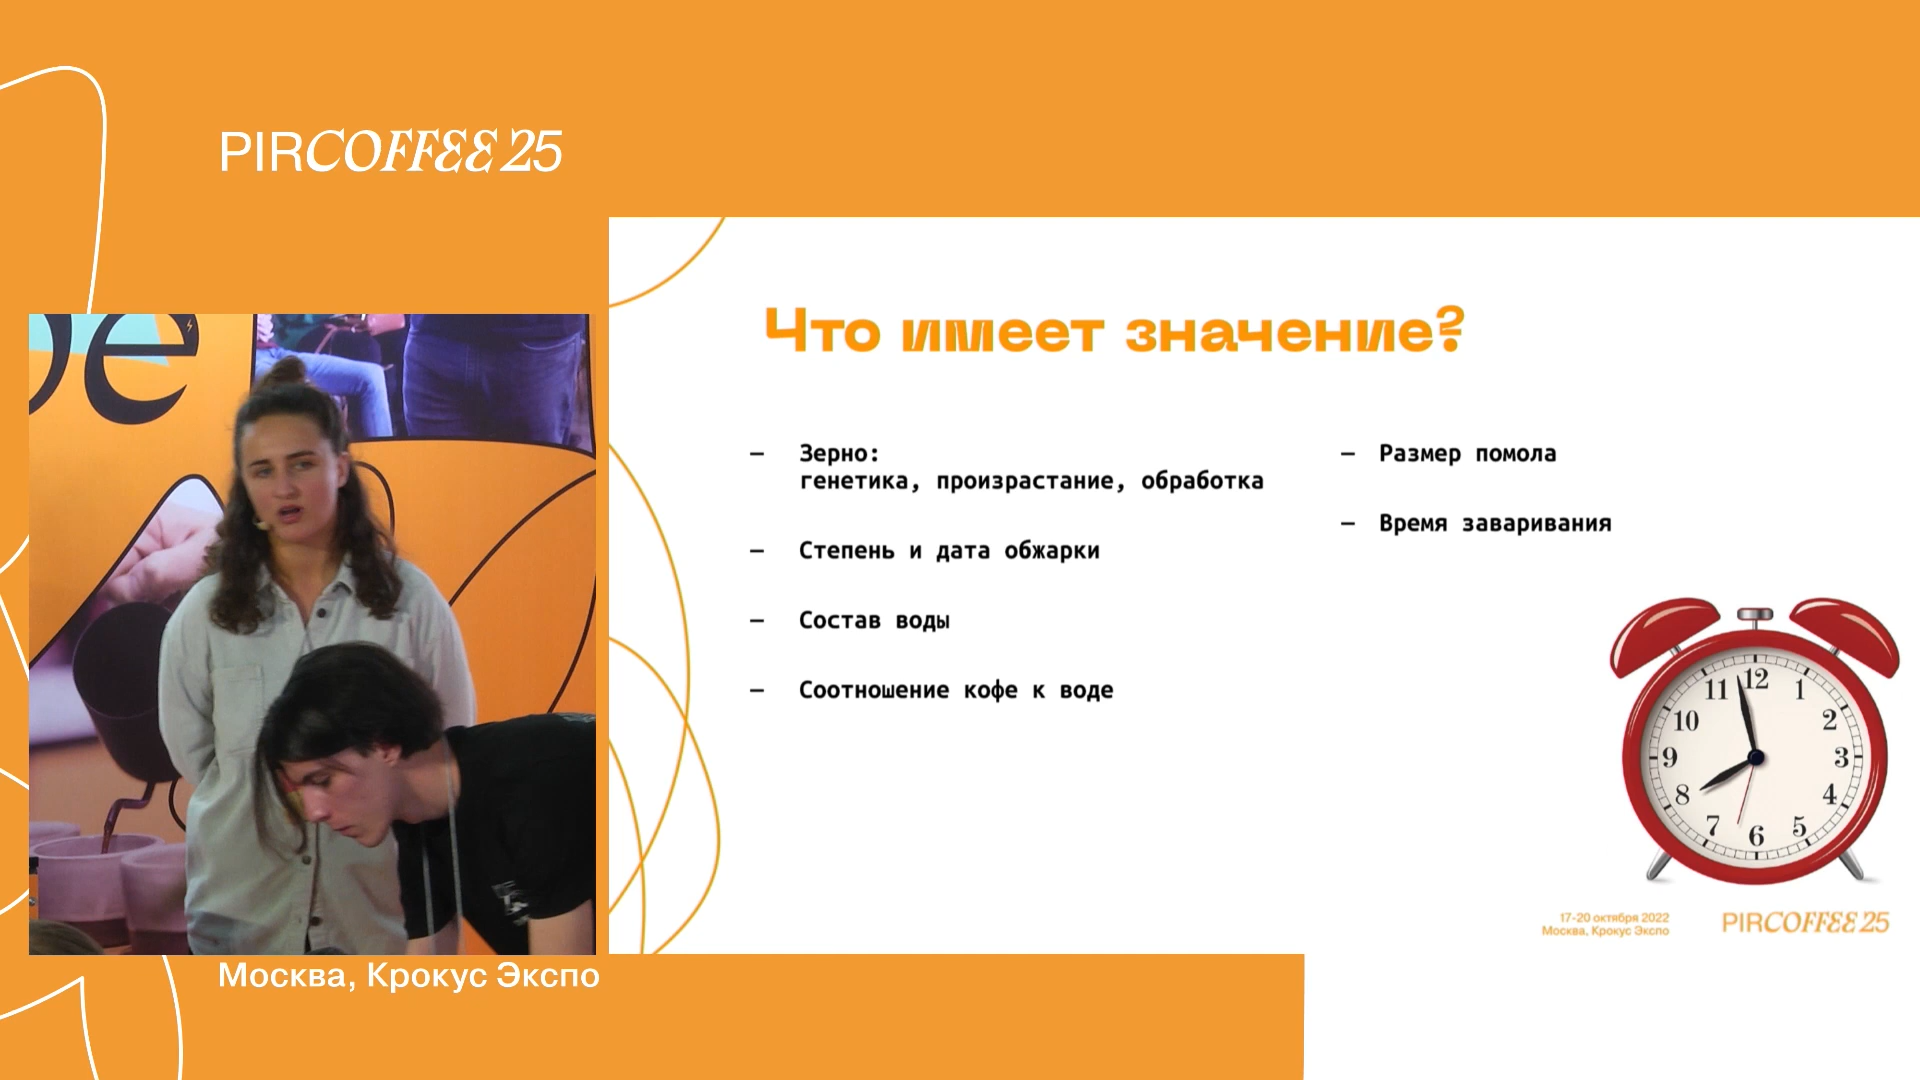 PIRCOFFEE 25
ре
Что имеет значение?
– Зерно:
генетика, произрастание, обработка
– Степень и дата обжарки
– Состав воды
– Соотношение кофе к воде
– Размер помола
– Время заваривания
12
1
2
3
4
5
6
7
8
9
10
11
17-20 октября 2022
Москва, Крокус Экспо
PIRCOFFEE 25
Москва, Крокус Экспо